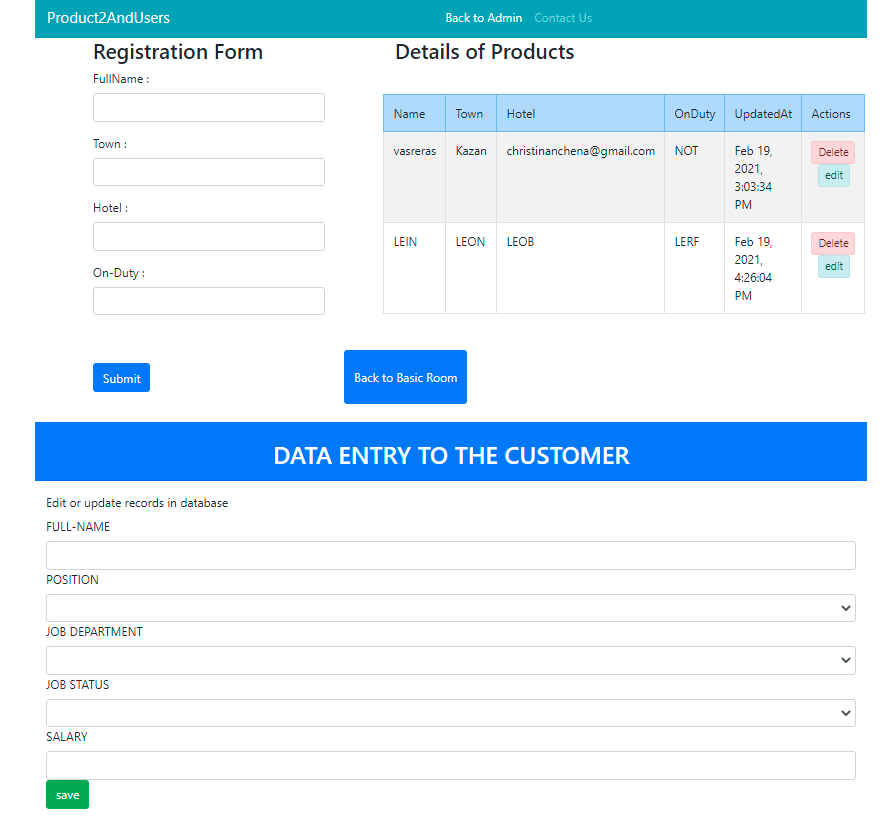 Product2AndUsers
Back to Admin Contact Us
Registration Form
FullName :
Town :
Hotel :
On-Duty :
Submit
Details of Products
Name Town Hotel OnDuty UpdatedAt Actions
vasreras Kazan christinanchena@gmail.com NOT Feb 19, 
2021,
3:03:34
PM
Delete
edit
LEIN LEON LEOB LERF Feb 19,
2021,
4:26:04
PM
Delete
edit
Back to Basic Room
DATA ENTRY TO THE CUSTOMER
Edit or update records in database
FULL-NAME
POSITION
JOB DEPARTMENT
JOB STATUS
SALARY
save